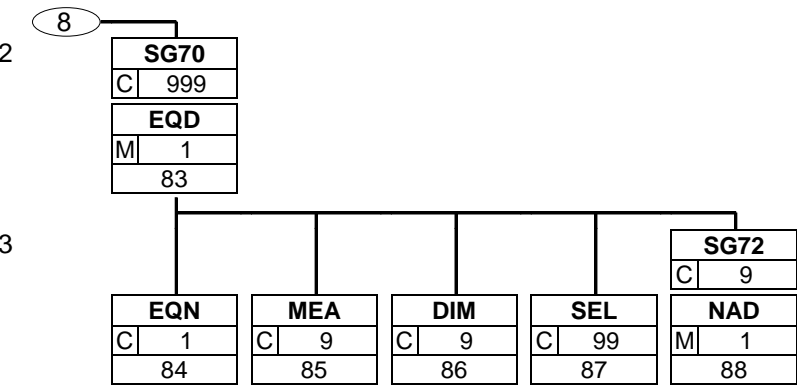 8
2
SG70
C 999
EQD
M 1
83
3
SG72
C 9
EQN MEA DIM SEL NAD
C 1 C 9 C 9 C 99 M 1
84 85 86 87 88